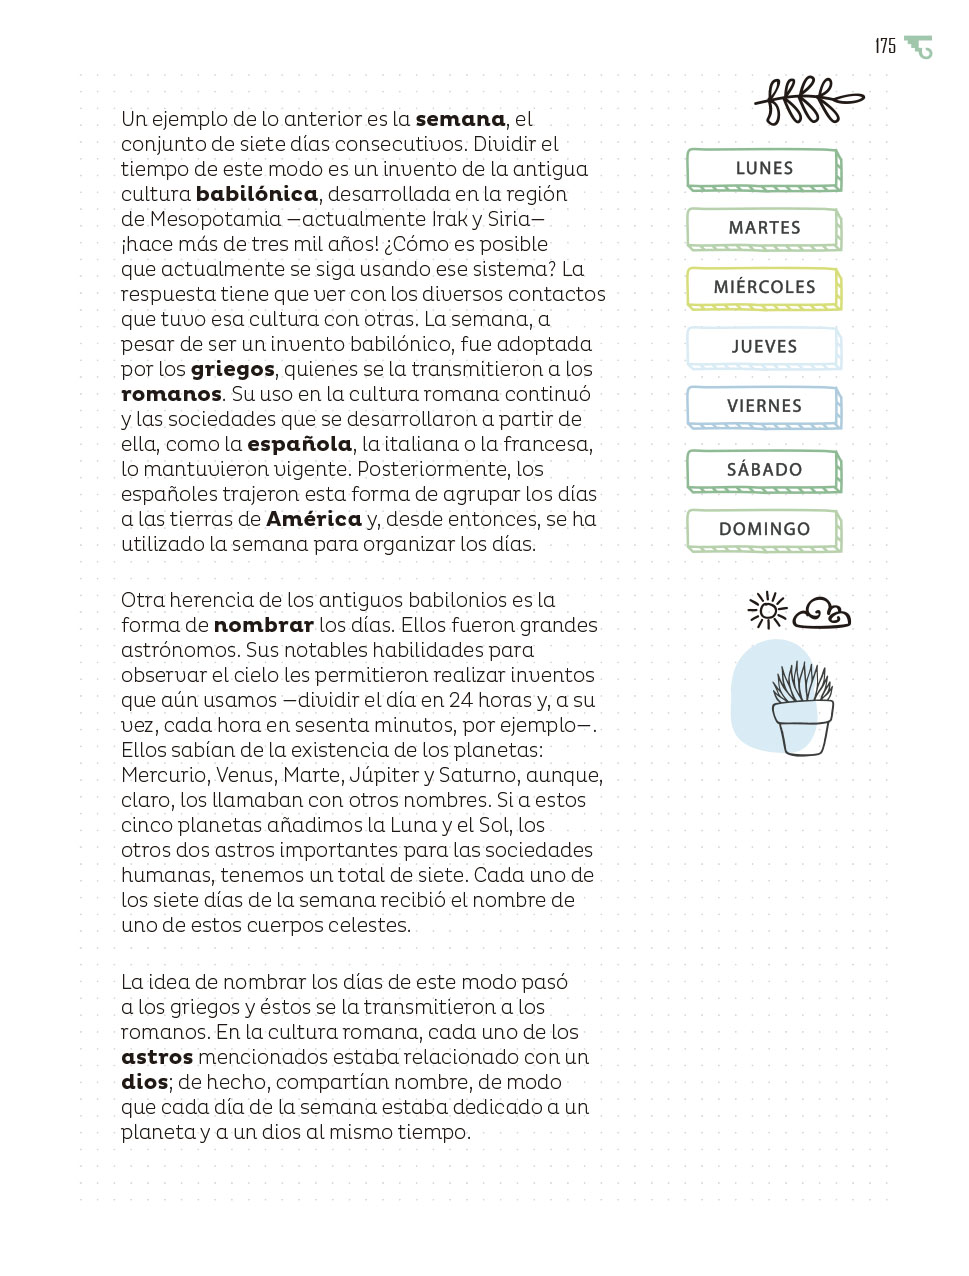 175
Un ejemplo de lo anterior es la semana, el
conjunto de siete días consecutivos. Dividir el
tiempo de este modo es un invento de la antigua
cultura babilónica, desarrollada en la región
de Mesopotamia —actualmente Irak y Siria—
¡hace más de tres mil años! ¿Cómo es posible
que actualmente se siga usando ese sistema? La
respuesta tiene que ver con los diversos contactos
que tuvo esa cultura con otras. La semana, a
pesar de ser un invento babilónico, fue adoptada
por los griegos, quienes se la transmitieron a los
romanos. Su uso en la cultura romana continuó
y las sociedades que se desarrollaron a partir de
ella, como la española, la italiana o la francesa,
lo mantuvieron vigente. Posteriormente, los
españoles trajeron esta forma de agrupar los días
a las tierras de América y, desde entonces, se ha
utilizado la semana para organizar los días.
Otra herencia de los antiguos babilonios es la
forma de nombrar los días. Ellos fueron grandes
astrónomos. Sus notables habilidades para
observar el cielo les permitieron realizar inventos
que aún usamos —dividir el día en 24 horas y, a su
vez, cada hora en sesenta minutos, por ejemplo—.
Ellos sabían de la existencia de los planetas:
Mercurio, Venus, Marte, Júpiter y Saturno, aunque,
claro, los llamaban con otros nombres. Si a estos
cinco planetas añadimos la Luna y el Sol, los
otros dos astros importantes para las sociedades
humanas, tenemos un total de siete. Cada uno de
los siete días de la semana recibió el nombre de
uno de estos cuerpos celestes.
La idea de nombrar los días de este modo pasó
a los griegos y éstos se la transmitieron a los
romanos. En la cultura romana, cada uno de los
astros mencionados estaba relacionado con un
dios; de hecho, compartían nombre, de modo
que cada día de la semana estaba dedicado a un
planeta y a un dios al mismo tiempo.
LUNES
MARTES
MIÉRCOLES
JUEVES
VIERNES
SÁBADO
DOMINGO